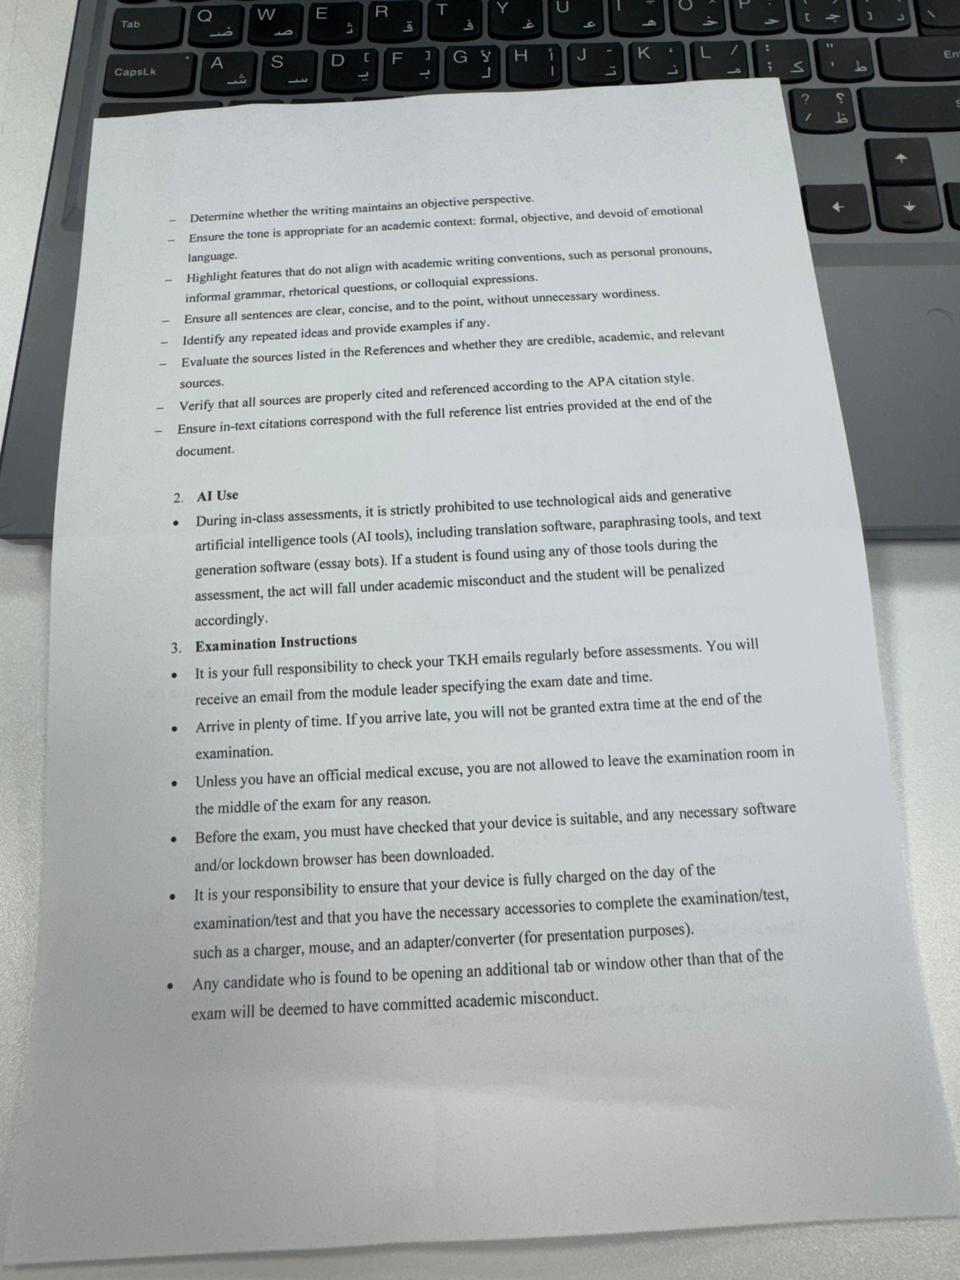 Tab Q ض W ص E ث R ق T ف Y غ U ع I ه O خ P ح [ ج ] د \
CapsLk A ش S س D ي [ F ب ] G ل لا H ا أ J ت - K ن ، L م / ; : ك " ' ط En
? / ؟ ظ
– Determine whether the writing maintains an objective perspective.
– Ensure the tone is appropriate for an academic context: formal, objective, and devoid of emotional
language.
– Highlight features that do not align with academic writing conventions, such as personal pronouns,
informal grammar, rhetorical questions, or colloquial expressions.
– Ensure all sentences are clear, concise, and to the point, without unnecessary wordiness.
– Identify any repeated ideas and provide examples if any.
– Evaluate the sources listed in the References and whether they are credible, academic, and relevant
sources.
– Verify that all sources are properly cited and referenced according to the APA citation style.
– Ensure in-text citations correspond with the full reference list entries provided at the end of the
document.
2. AI Use
• During in-class assessments, it is strictly prohibited to use technological aids and generative
artificial intelligence tools (AI tools), including translation software, paraphrasing tools, and text
generation software (essay bots). If a student is found using any of those tools during the
assessment, the act will fall under academic misconduct and the student will be penalized
accordingly.
3. Examination Instructions
• It is your full responsibility to check your TKH emails regularly before assessments. You will
receive an email from the module leader specifying the exam date and time.
• Arrive in plenty of time. If you arrive late, you will not be granted extra time at the end of the
examination.
• Unless you have an official medical excuse, you are not allowed to leave the examination room in
the middle of the exam for any reason.
• Before the exam, you must have checked that your device is suitable, and any necessary software
and/or lockdown browser has been downloaded.
• It is your responsibility to ensure that your device is fully charged on the day of the
examination/test and that you have the necessary accessories to complete the examination/test,
such as a charger, mouse, and an adapter/converter (for presentation purposes).
• Any candidate who is found to be opening an additional tab or window other than that of the
exam will be deemed to have committed academic misconduct.